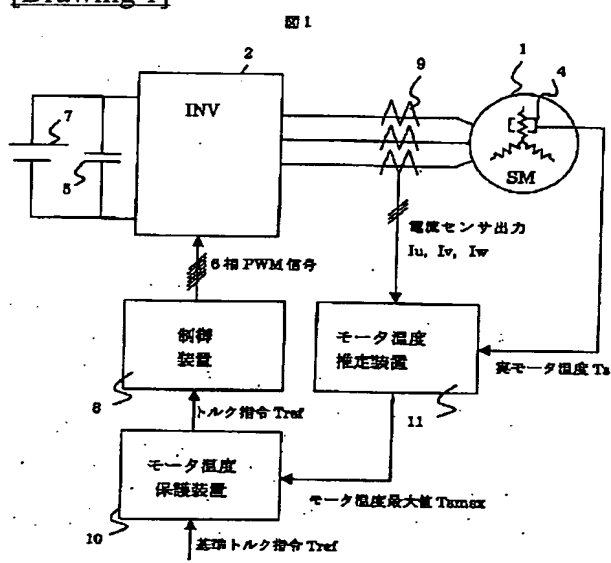 [Drawing 1]
図1
2
9
1
4
INV
7
5
SM
電流センサ出力
Iu, Iv, Iw
6相PWM信号
制御
装置
モータ温度
推定装置
実モータ温度 Ts
8
トルク指令 Tref
11
モータ温度
保護装置
モータ温度最大値 Tsmax
10
基準トルク指令 Tref